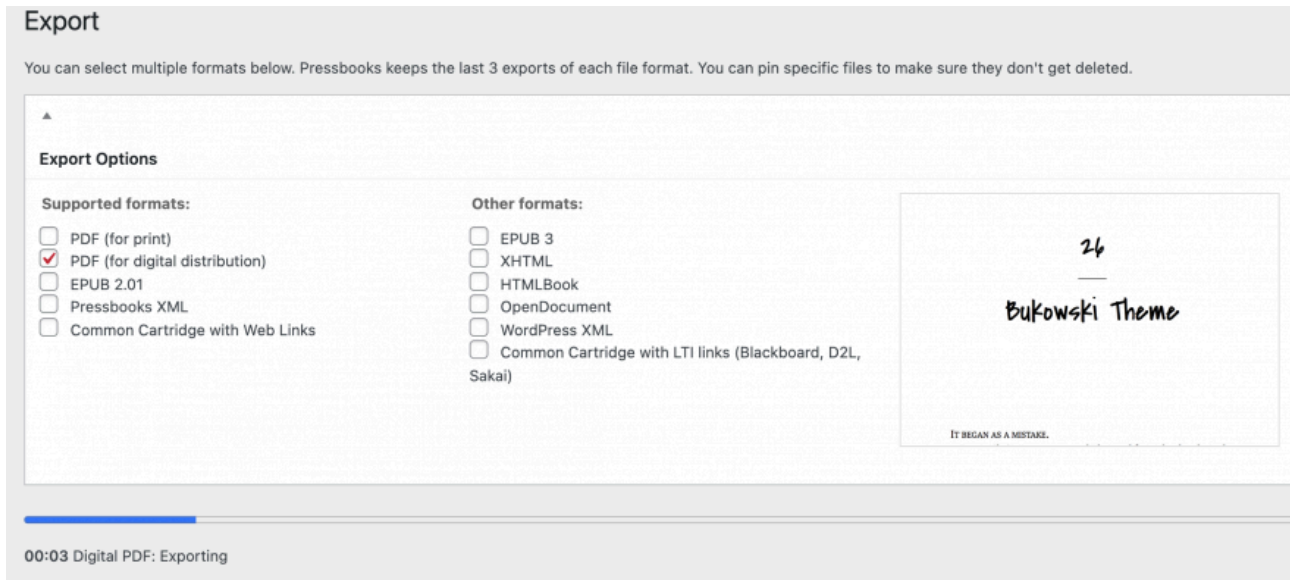 Export
You can select multiple formats below. Pressbooks keeps the last 3 exports of each file format. You can pin specific files to make sure they don't get deleted.
Export Options
Supported formats:
PDF (for print)
PDF (for digital distribution)
EPUB 2.01
Pressbooks XML
Common Cartridge with Web Links
Other formats:
EPUB 3
XHTML
HTMLBook
OpenDocument
WordPress XML
Common Cartridge with LTI links (Blackboard, D2L,
Sakai)
26
Bukowski Theme
IT BEGAN AS A MISTAKE.
00:03 Digital PDF: Exporting